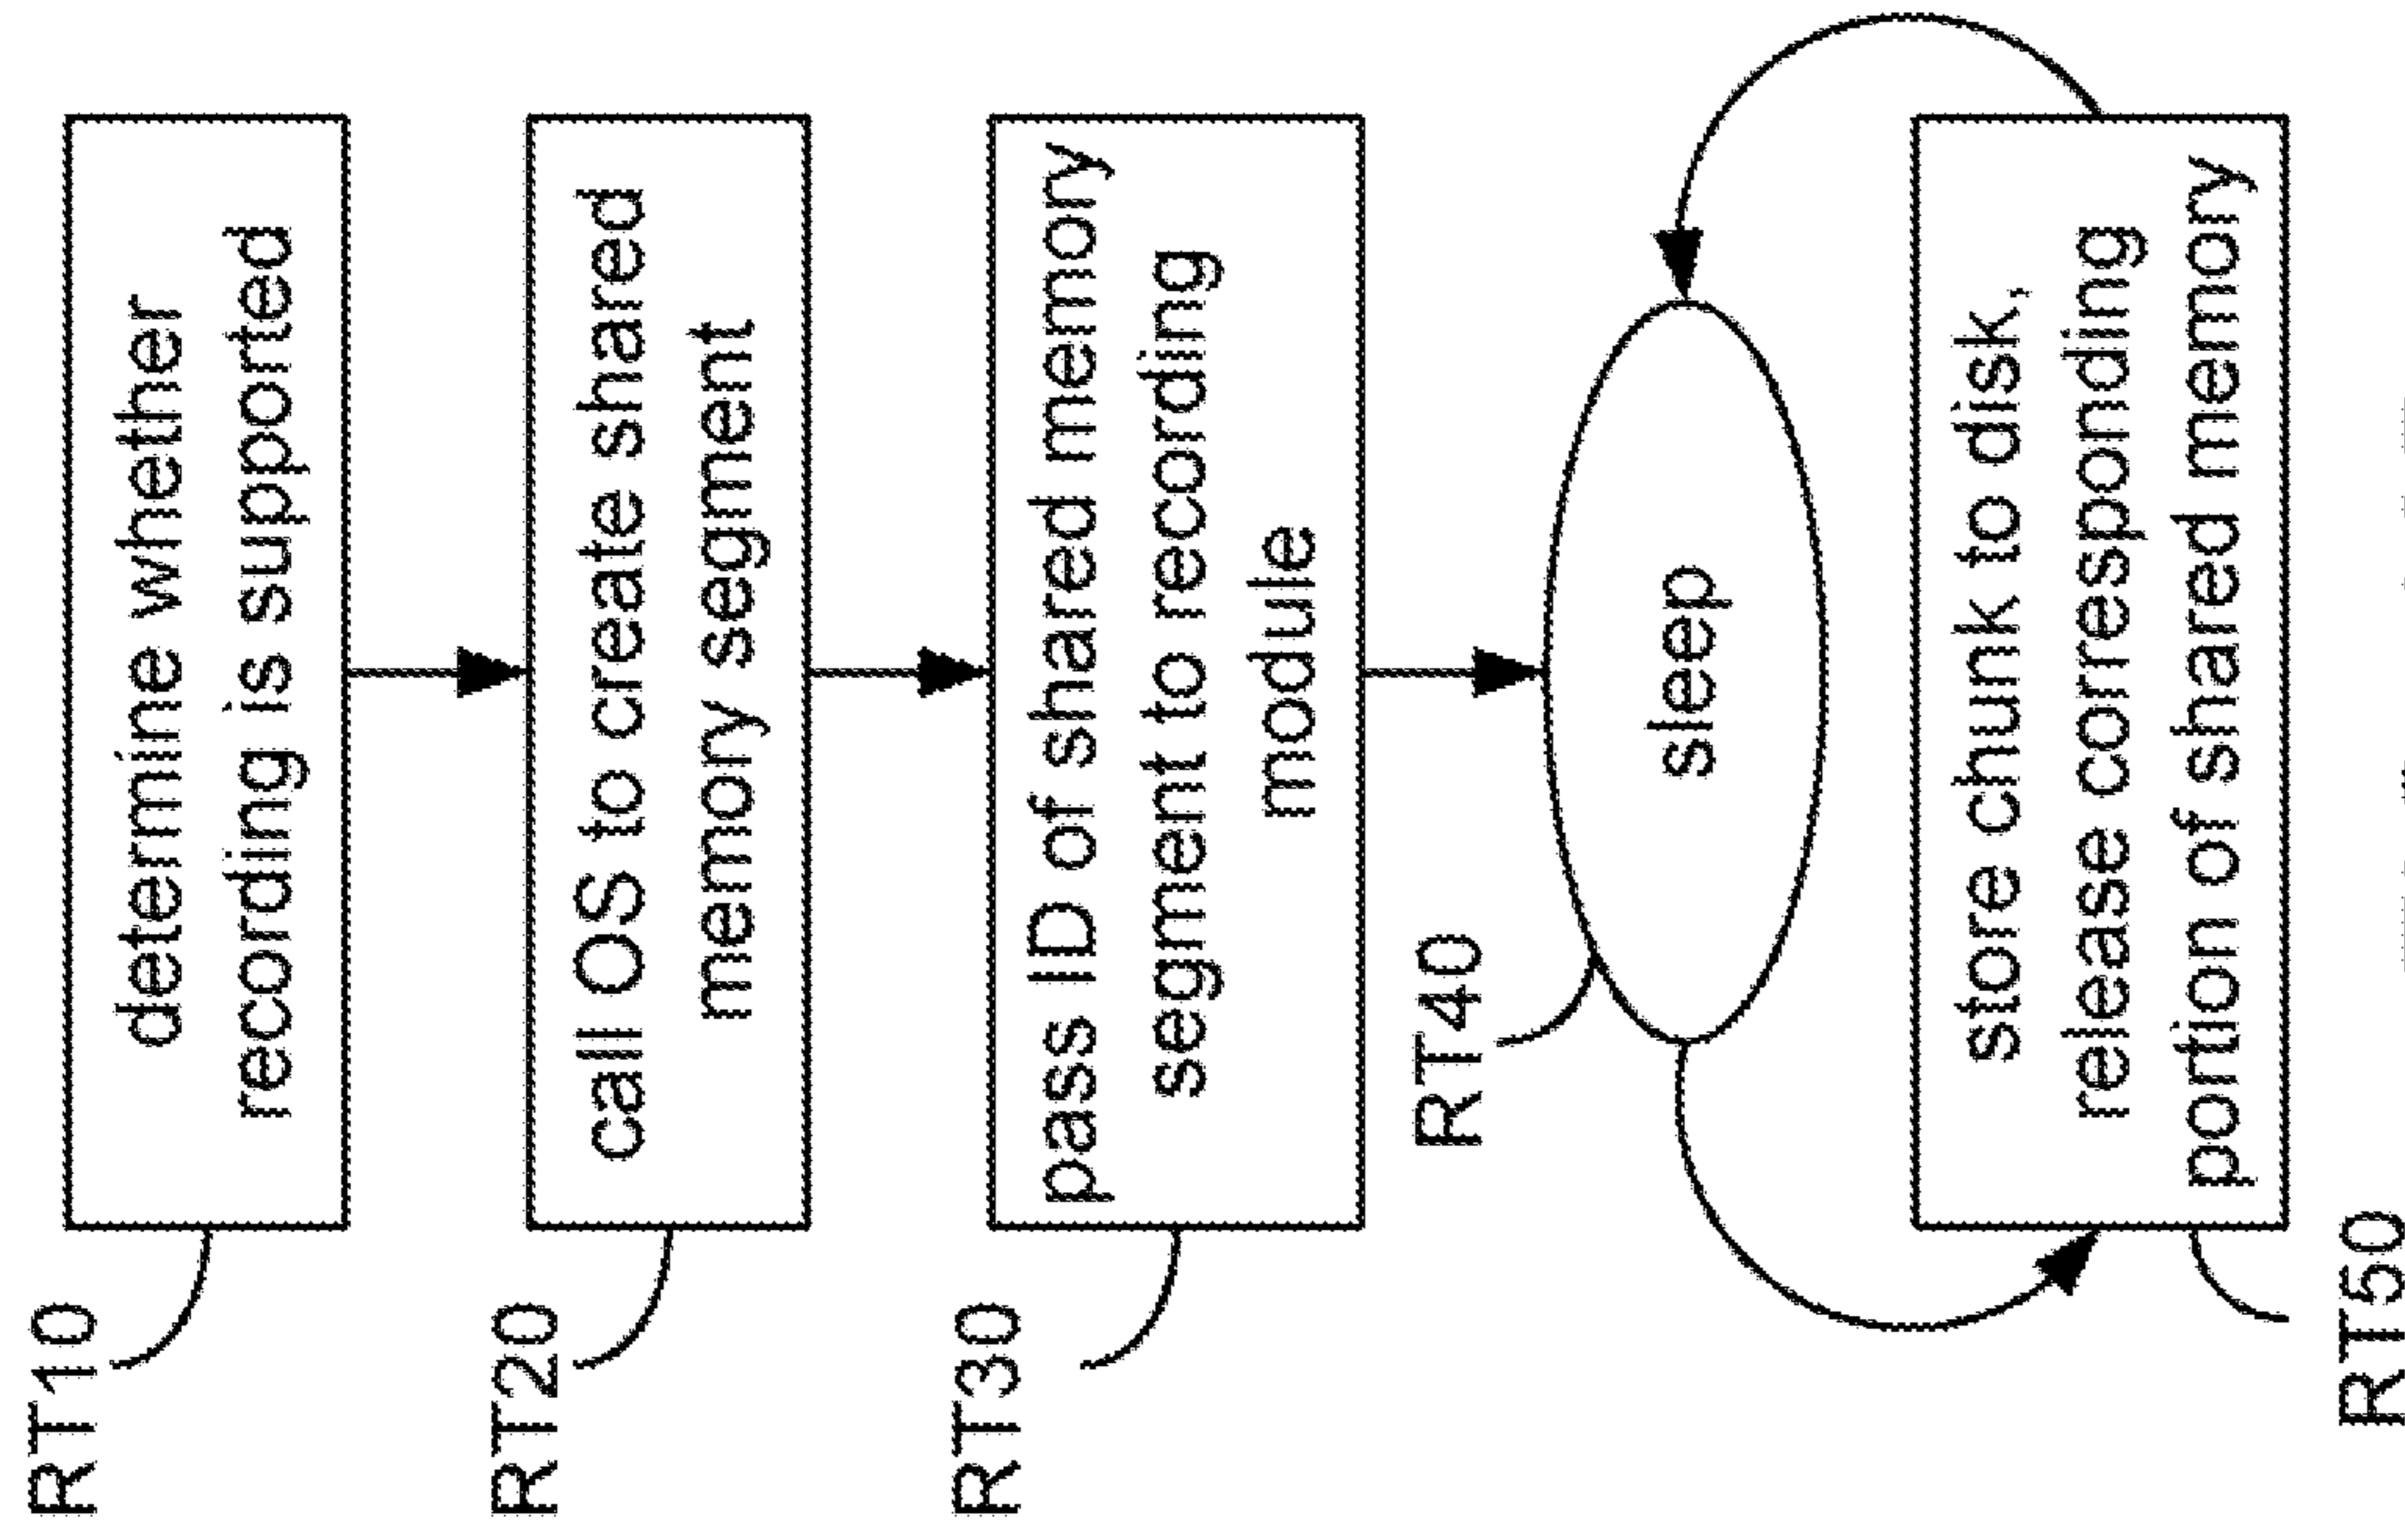 RT10
determine whether
recording is supported
RT20
call OS to create shared
memory segment
RT30
pass ID of shared memory
segment to recording
module
RT40
sleep
store chunk to disk,
release corresponding
portion of shared memory
RT50